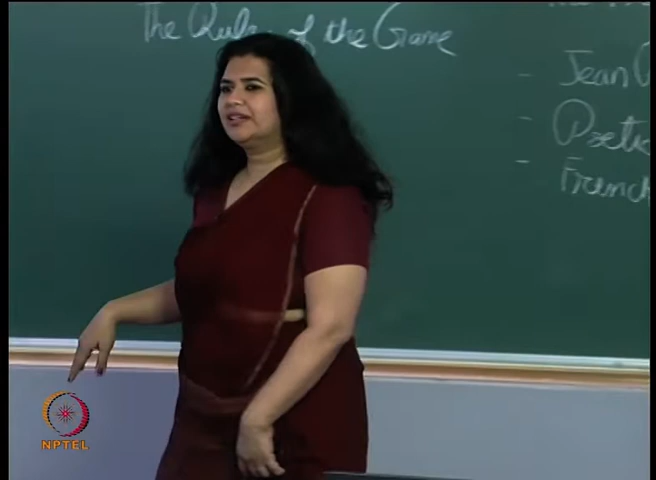 The Rules of the Game,
- Jean
- Poetic
- French
NPTEL